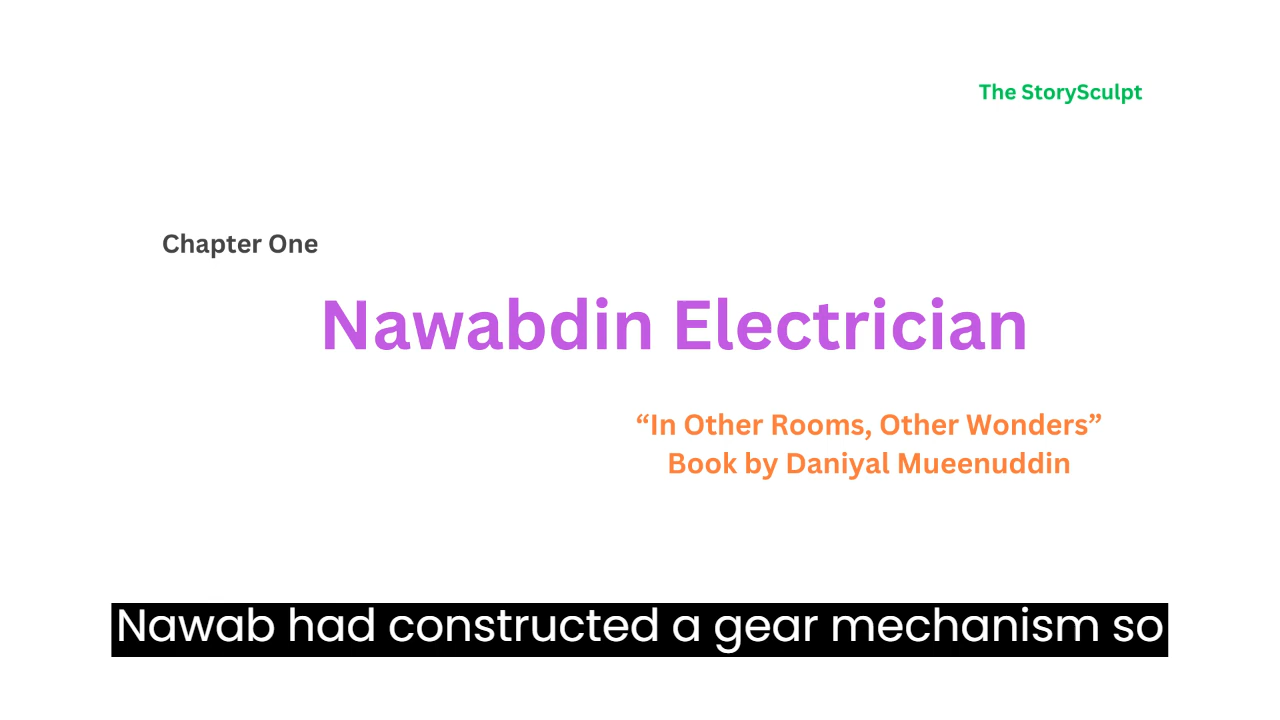 The StorySculpt
Chapter One
Nawabdin Electrician
“In Other Rooms, Other Wonders”
Book by Daniyal Mueenuddin
Nawab had constructed a gear mechanism so